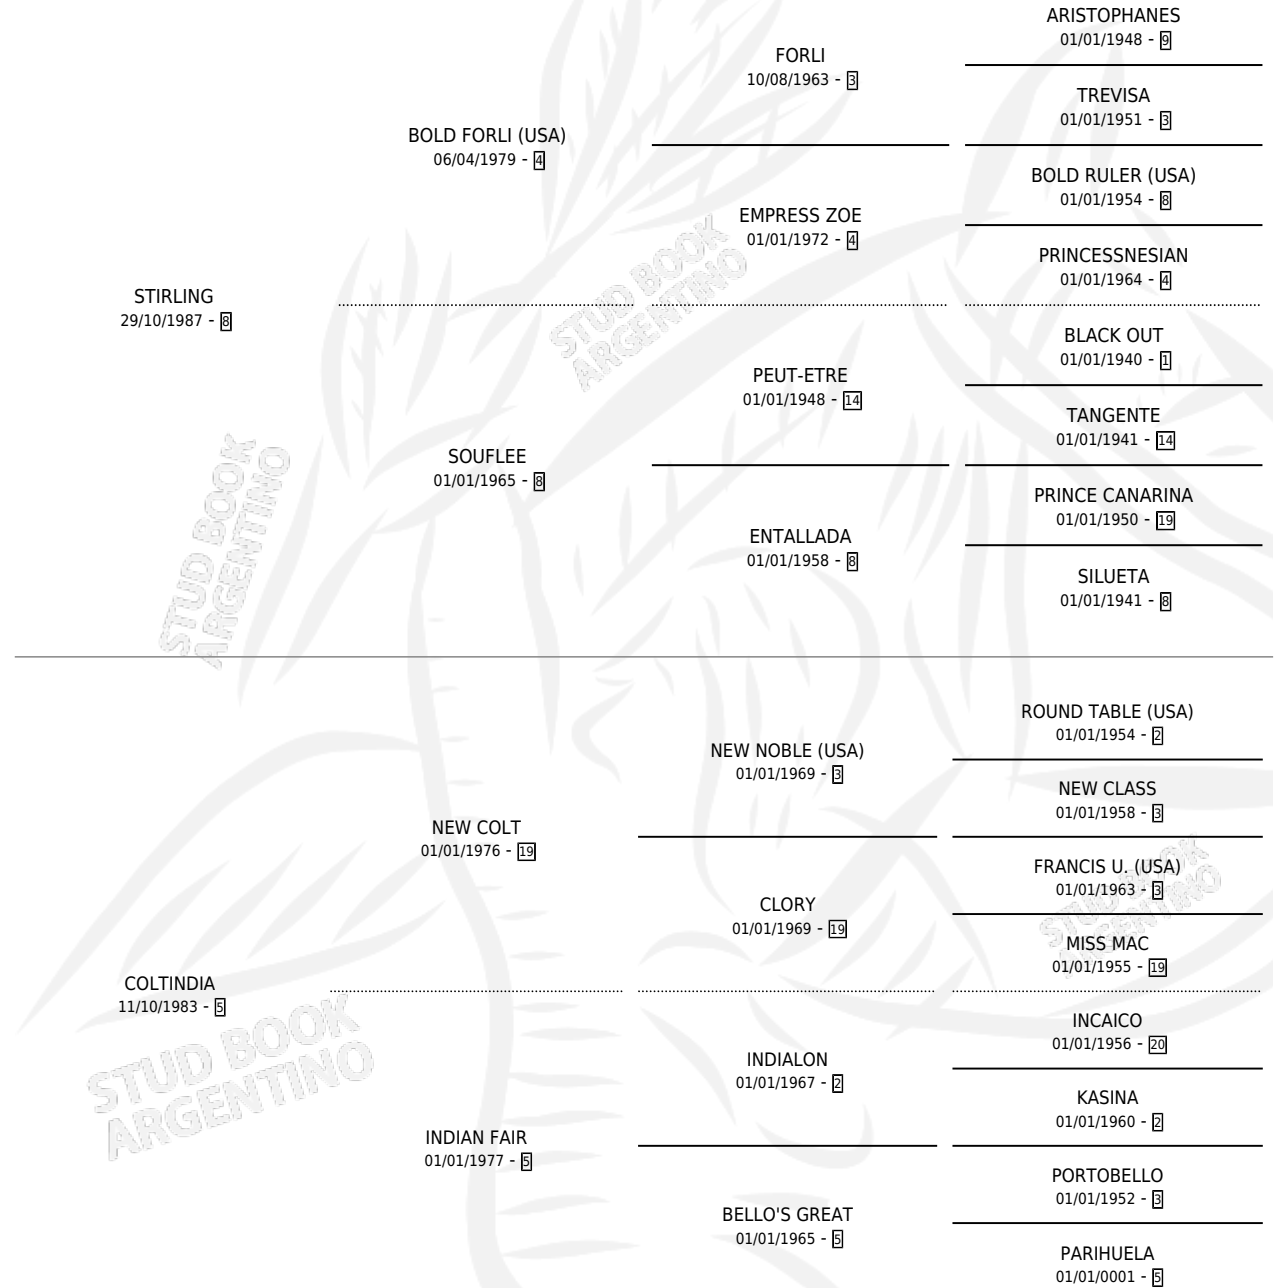 ARISTOPHANES
01/01/1948 - 9
FORLI
10/08/1963 - 3
TREVISA
01/01/1951 - 3
BOLD FORLI (USA)
06/04/1979 - 4
BOLD RULER (USA)
01/01/1954 - 8
EMPRESS ZOE
01/01/1972 - 4
PRINCESSNESIAN
01/01/1964 - 4
STIRLING
29/10/1987 - 8
STUD BOOK
ARGENTINO
BLACK OUT
01/01/1940 - 1
PEUT-ETRE
01/01/1948 - 14
TANGENTE
01/01/1941 - 14
SOUFLEE
01/01/1965 - 8
PRINCE CANARINA
01/01/1950 - 19
ENTALLADA
01/01/1958 - 8
SILUETA
01/01/1941 - 8
STUD BOOK
ARGENTINO
ROUND TABLE (USA)
01/01/1954 - 2
NEW NOBLE (USA)
01/01/1969 - 3
NEW CLASS
01/01/1958 - 3
NEW COLT
01/01/1976 - 19
FRANCIS U. (USA)
01/01/1963 - 3
CLORY
01/01/1969 - 19
STUD BOOK
ARGENTINO
MISS MAC
01/01/1955 - 19
COLTINDIA
11/10/1983 - 5
INCAICO
01/01/1956 - 20
INDIALON
01/01/1967 - 2
STUD BOOK
ARGENTINO
KASINA
01/01/1960 - 2
INDIAN FAIR
01/01/1977 - 5
PORTOBELLO
01/01/1952 - 3
BELLO'S GREAT
01/01/1965 - 5
PARIHUELA
01/01/0001 - 5